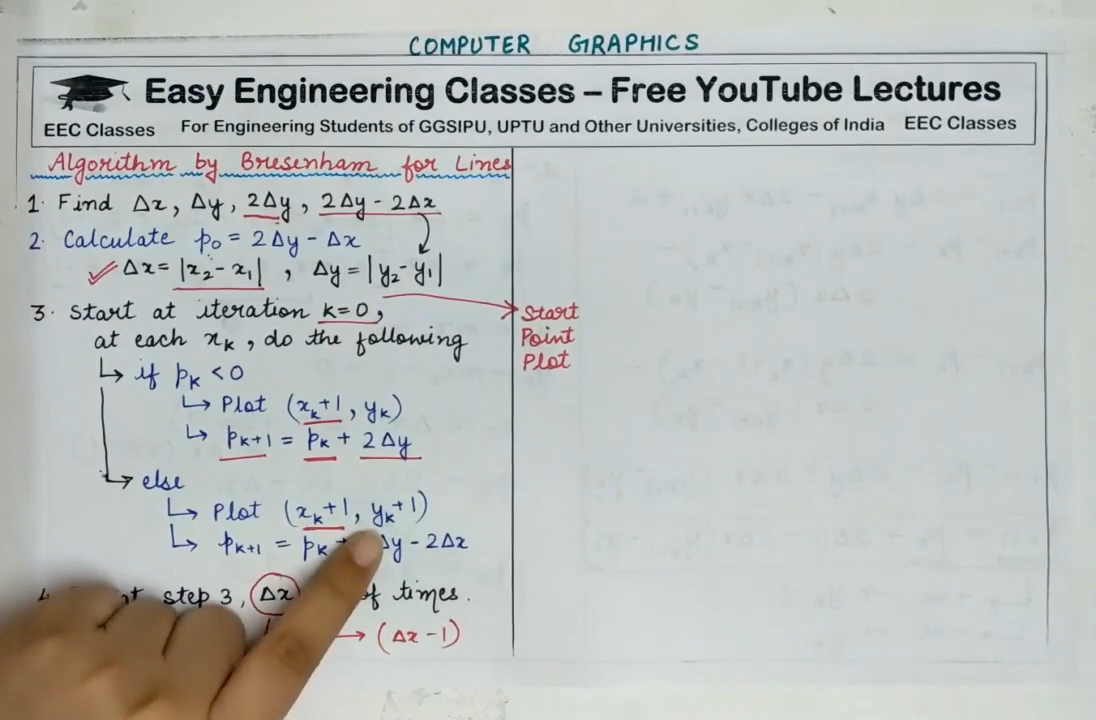 COMPUTER GRAPHICS
Easy Engineering Classes – Free YouTube Lectures
EEC Classes For Engineering Students of GGSIPU, UPTU and Other Universities, Colleges of India EEC Classes
Algorithm by Bresenham for Lines
1. Find Δx, Δy, 2Δy, 2Δy - 2Δx
2. Calculate p₀ = 2Δy - Δx
✓ Δx = |x₂ - x₁| , Δy = |y₂ - y₁|
3. Start at iteration k=0,
at each xₖ, do the following
↳ if pₖ < 0
↳ Plot (xₖ+1, yₖ)
↳ pₖ₊₁ = pₖ + 2Δy
↳ else
↳ Plot (xₖ+1, yₖ+1)
↳ pₖ₊₁ = pₖ + Δy - 2Δx
step 3, Δx of times.
→ (Δx - 1)
→ Start
Point
Plot